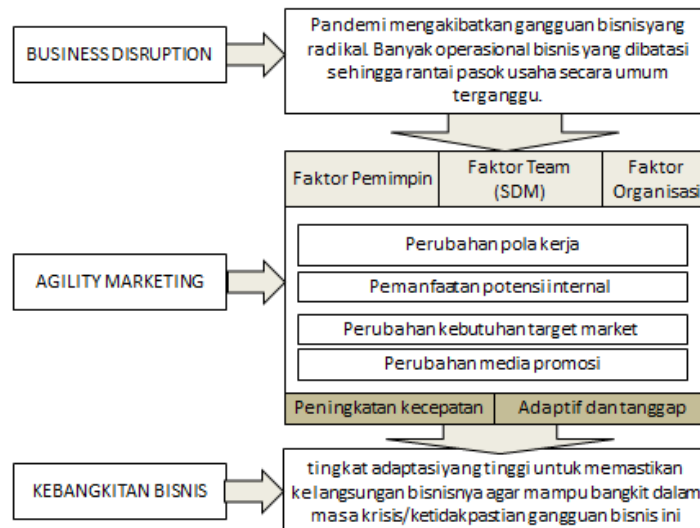 BUSINESS DISRUPTION
Pandemi mengakibatkan gangguan bisnis yang
radikal. Banyak operasional bisnis yang dibatasi
sehingga rantai pasok usaha secara umum
terganggu.
Faktor Pemimpin
Faktor Team
(SDM)
Faktor
Organisasi
AGILITY MARKETING
Perubahan pola kerja
Pemanfaatan potensi internal
Perubahan kebutuhan target market
Perubahan media promosi
Peningkatan kecepatan
Adaptif dan tanggap
KEBANGKITAN BISNIS
tingkat adaptasi yang tinggi untuk memastikan
kelangsungan bisnisnya agar mampu bangkit dalam
masa krisis/ketidakpastian gangguan bisnis ini